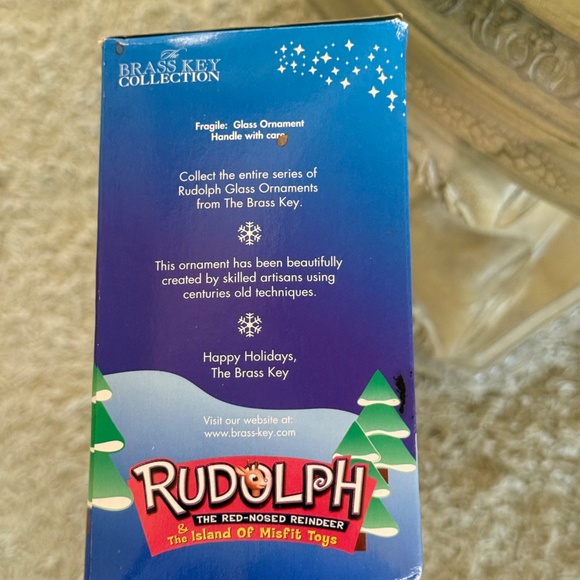 The
BRASS KEY
COLLECTION
Fragile: Glass Ornament
Handle with care
Collect the entire series of
Rudolph Glass Ornaments
from The Brass Key.
This ornament has been beautifully
created by skilled artisans using
centuries old techniques.
Happy Holidays,
The Brass Key
Visit our website at:
www.brass-key.com
RUDOLPH
THE RED-NOSED REINDEER
& The Island Of Misfit Toys